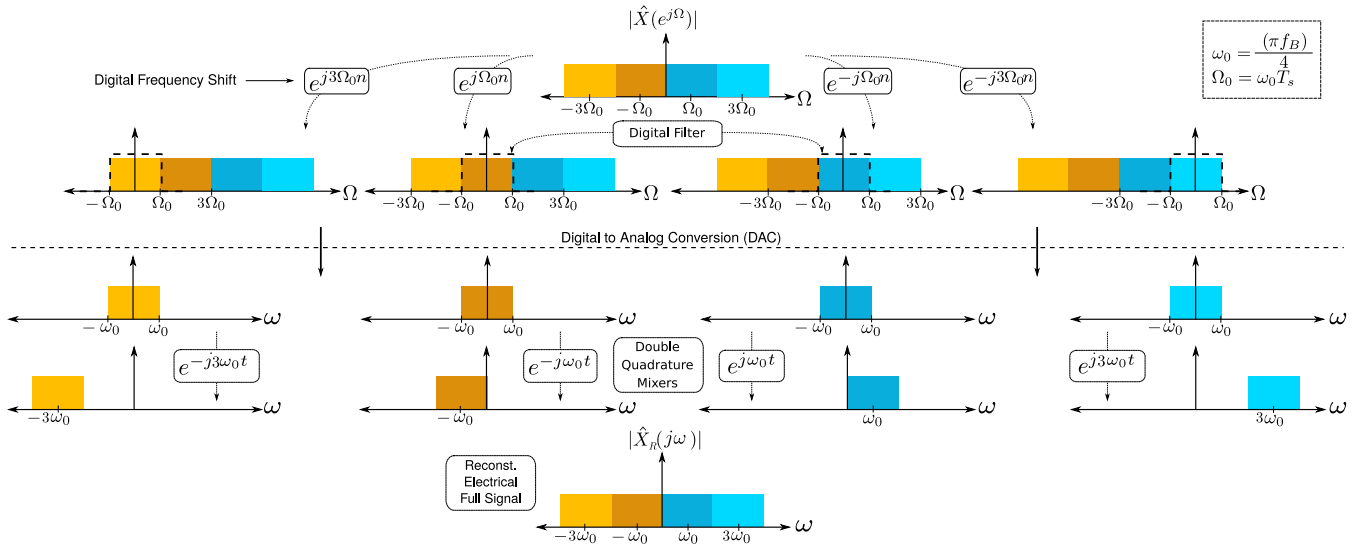 |X̂(e^{jΩ})|
ω₀ = (πf_B)/4
Ω₀ = ω₀T_s
Digital Frequency Shift
e^{j3Ω₀n}
e^{jΩ₀n}
e^{-jΩ₀n}
e^{-j3Ω₀n}
-3Ω₀ -Ω₀ Ω₀ 3Ω₀ Ω
Digital Filter
-Ω₀ Ω₀ 3Ω₀ Ω
-3Ω₀ -Ω₀ Ω₀ 3Ω₀ Ω
-3Ω₀ -Ω₀ Ω₀ 3Ω₀ Ω
-3Ω₀ -Ω₀ Ω₀ Ω
Digital to Analog Conversion (DAC)
-ω₀ ω₀ ω
-ω₀ ω₀ ω
-ω₀ ω₀ ω
-ω₀ ω₀ ω
e^{-j3ω₀t}
e^{-jω₀t}
Double
Quadrature
Mixers
e^{jω₀t}
e^{j3ω₀t}
-3ω₀ ω
-ω₀ ω
ω₀ ω
3ω₀ ω
|X̂_R(jω)|
Reconst.
Electrical
Full Signal
-3ω₀ -ω₀ ω₀ 3ω₀ ω